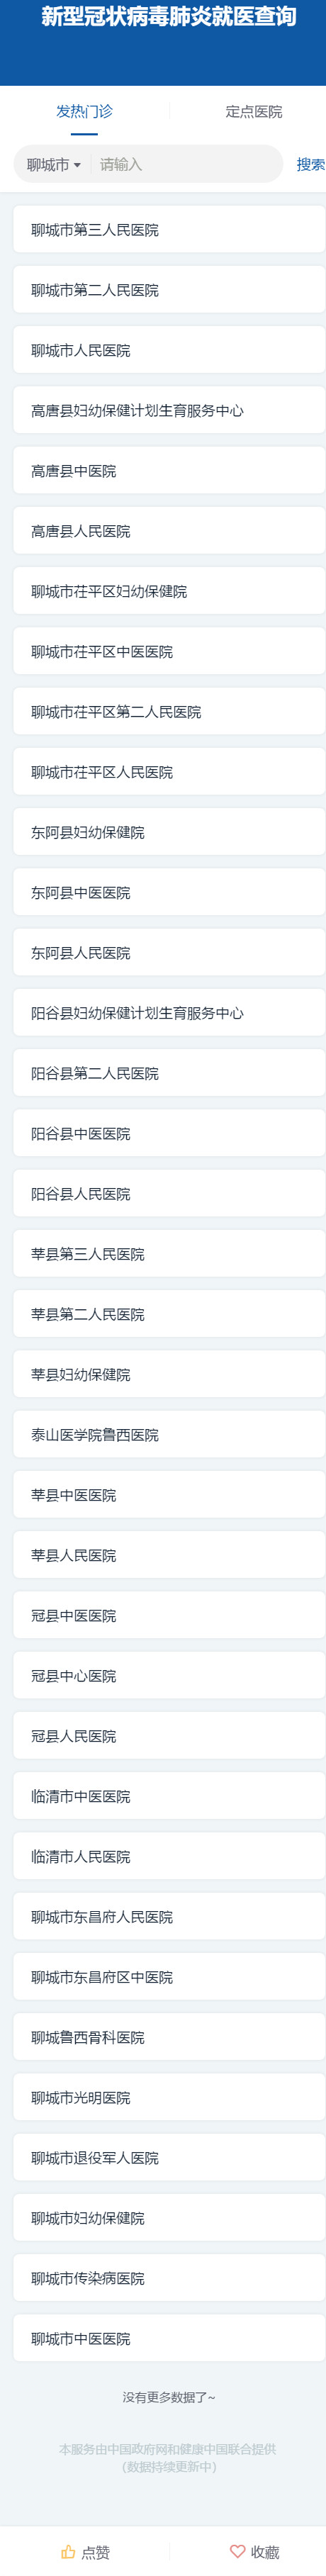 新型冠状病毒肺炎就医查询
发热门诊 定点医院
聊城市 请输入 搜索
聊城市第三人民医院
聊城市第二人民医院
聊城市人民医院
高唐县妇幼保健计划生育服务中心
高唐县中医院
高唐县人民医院
聊城市茌平区妇幼保健院
聊城市茌平区中医医院
聊城市茌平区第二人民医院
聊城市茌平区人民医院
东阿县妇幼保健院
东阿县中医医院
东阿县人民医院
阳谷县妇幼保健计划生育服务中心
阳谷县第二人民医院
阳谷县中医医院
阳谷县人民医院
莘县第三人民医院
莘县第二人民医院
莘县妇幼保健院
泰山医学院鲁西医院
莘县中医医院
莘县人民医院
冠县中医医院
冠县中心医院
冠县人民医院
临清市中医医院
临清市人民医院
聊城市东昌府人民医院
聊城市东昌府区中医院
聊城鲁西骨科医院
聊城市光明医院
聊城市退役军人医院
聊城市妇幼保健院
聊城市传染病医院
聊城市中医医院
没有更多数据了~
本服务由中国政府网和健康中国联合提供
（数据持续更新中）
点赞 收藏